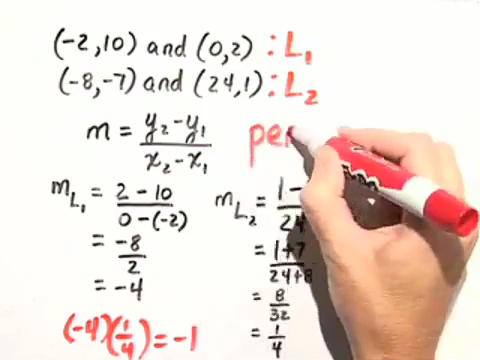 (-2,10) and (0,2) : L₁
(-8,-7) and (24,1) : L₂
m = y₂-y₁ / x₂-x₁
per
m_L₁ = 2-10 / 0-(-2)
= -8 / 2
= -4
m_L₂ = 1- / 24
= 1+7 / 24+8
= 8 / 32
= 1 / 4
(-4)(1/4) = -1